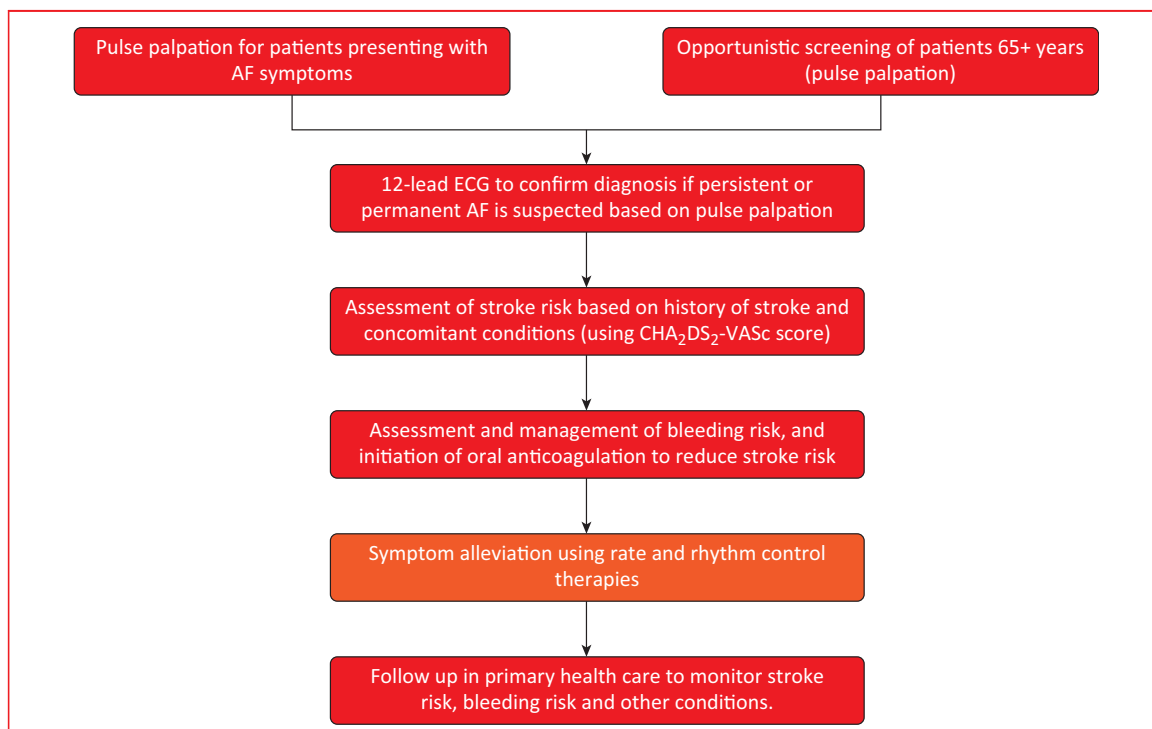 Pulse palpation for patients presenting with
AF symptoms
Opportunistic screening of patients 65+ years
(pulse palpation)
12-lead ECG to confirm diagnosis if persistent or
permanent AF is suspected based on pulse palpation
Assessment of stroke risk based on history of stroke and
concomitant conditions (using CHA₂DS₂-VASc score)
Assessment and management of bleeding risk, and
initiation of oral anticoagulation to reduce stroke risk
Symptom alleviation using rate and rhythm control
therapies
Follow up in primary health care to monitor stroke
risk, bleeding risk and other conditions.